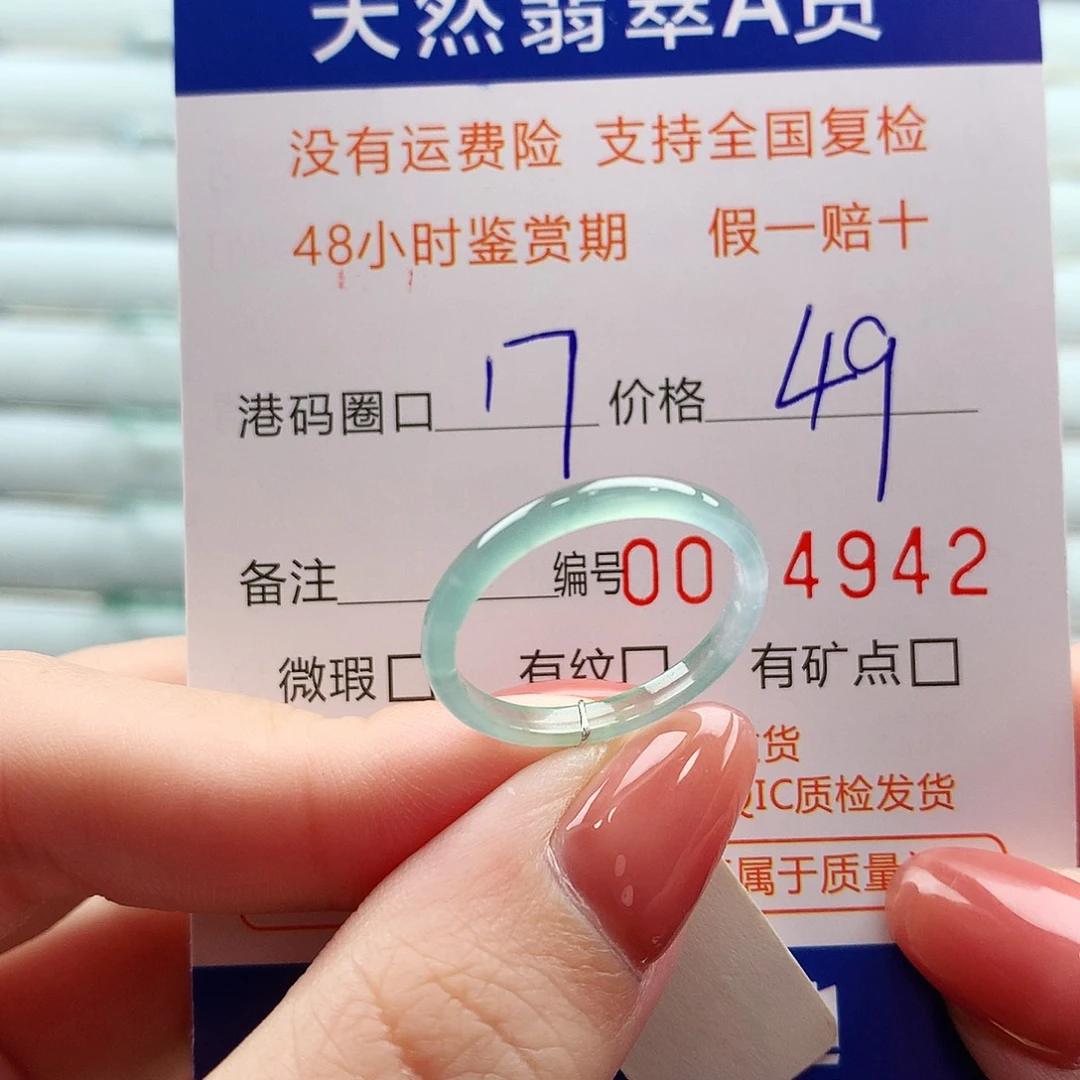 天然翡翠A货
没有运费险 支持全国复检
48小时鉴赏期 假一赔十
港码圈口 17 价格 49
备注 编号 00 4942
微瑕□ 有纹□ 有矿点□
货
QIC质检发货
属于质量